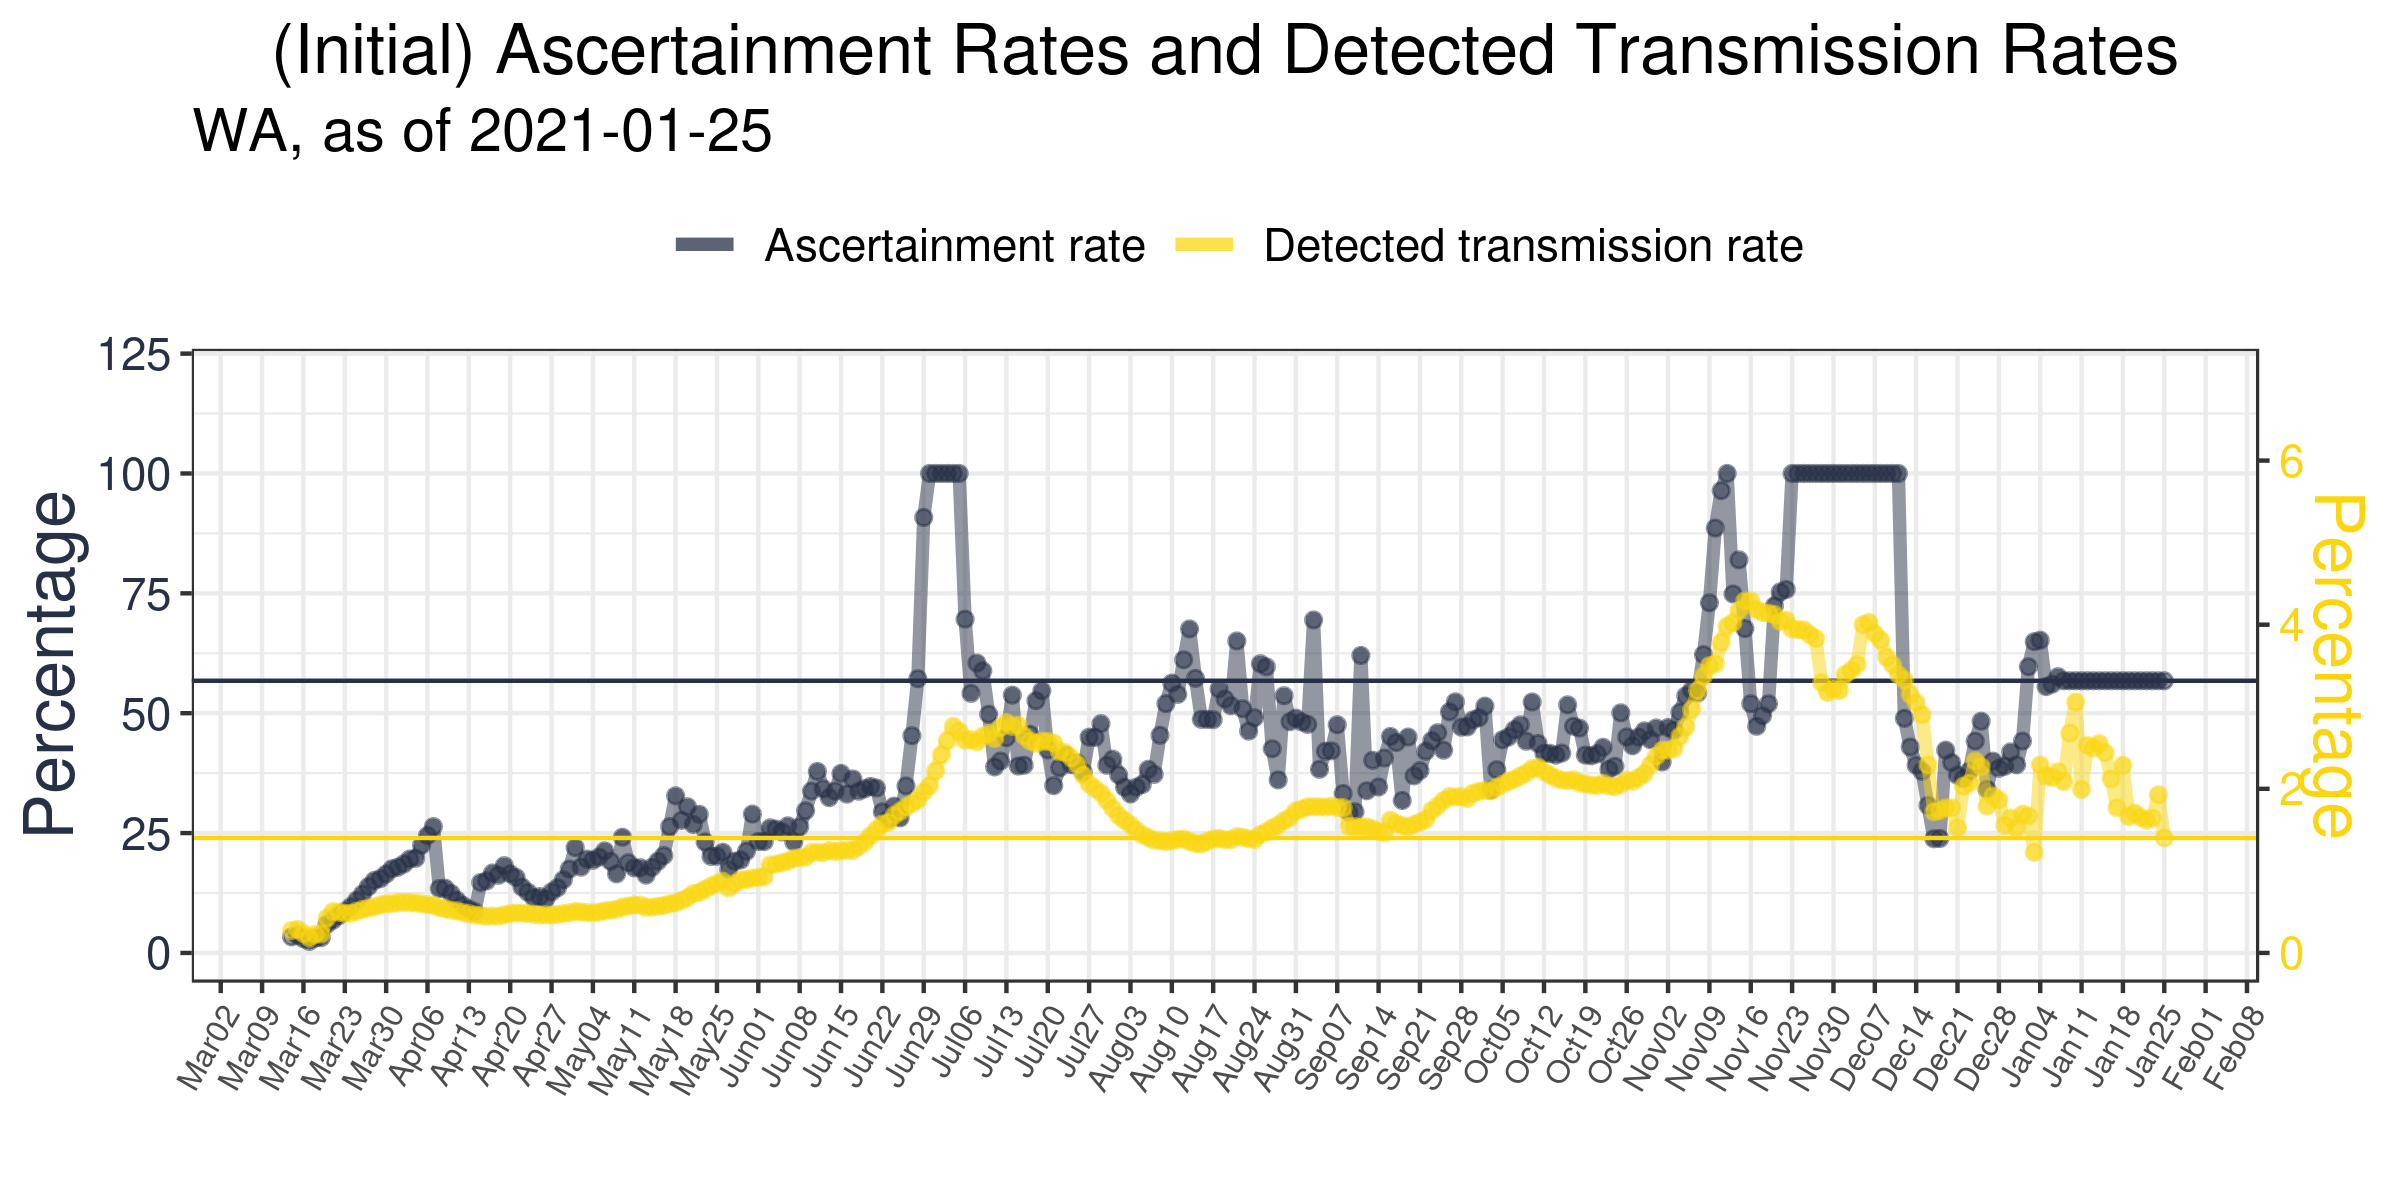 (Initial) Ascertainment Rates and Detected Transmission Rates
WA, as of 2021-01-25
Ascertainment rate
Detected transmission rate
Percentage
125
100
75
50
25
0
6
4
2
0
Percentage
Mar02
Mar09
Mar16
Mar23
Mar30
Apr06
Apr13
Apr20
Apr27
May04
May11
May18
May25
Jun01
Jun08
Jun15
Jun22
Jun29
Jul06
Jul13
Jul20
Jul27
Aug03
Aug10
Aug17
Aug24
Aug31
Sep07
Sep14
Sep21
Sep28
Oct05
Oct12
Oct19
Oct26
Nov02
Nov09
Nov16
Nov23
Nov30
Dec07
Dec14
Dec21
Dec28
Jan04
Jan11
Jan18
Jan25
Feb01
Feb08